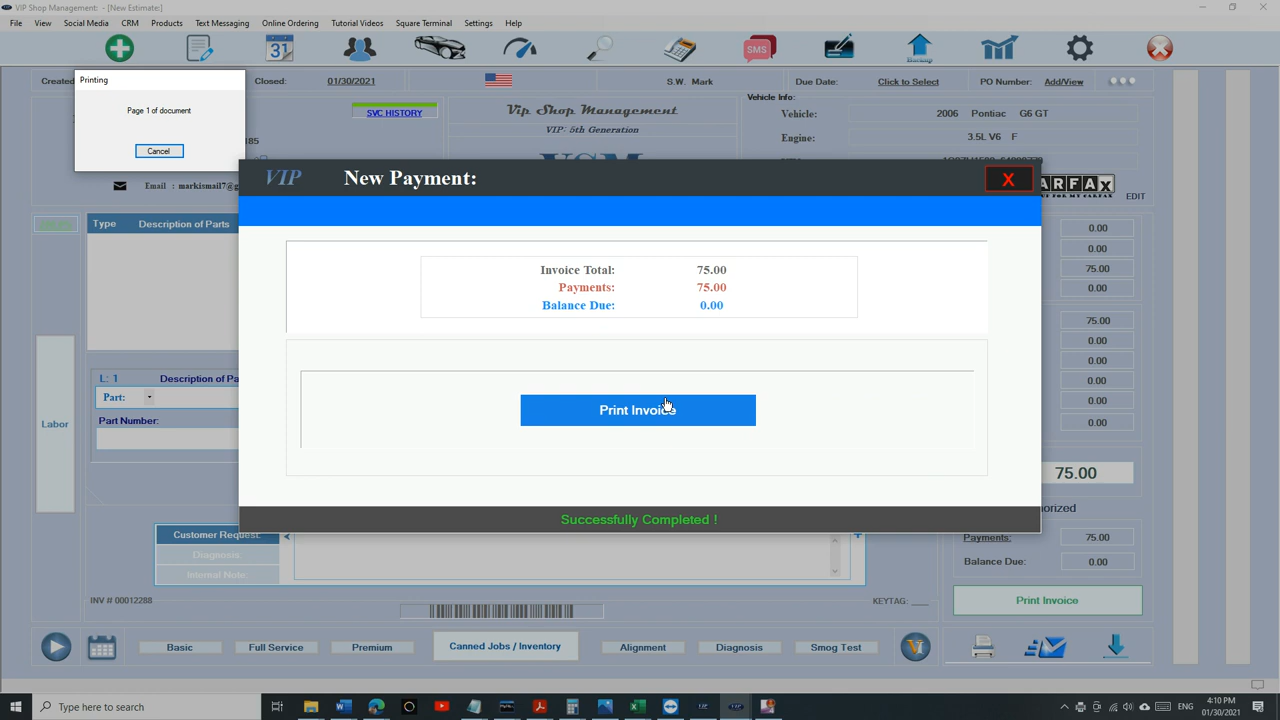 VIP Shop Management: - [New Estimate:]
File View Social Media CRM Products Text Messaging Online Ordering Tutorial Videos Square Terminal Settings Help
31 SMS Backup
Printing
Created Closed: 01/30/2021 S.W. Mark Due Date: Click to Select PO Number: Add/View
Page 1 of document
Cancel
SVC HISTORY
185
Email : markismail7@g
Vip Shop Management
VIP: 5th Generation
Vehicle Info:
Vehicle: 2006 Pontiac G6 GT
Engine: 3.5L V6 F
EDIT
VIP New Payment: X
Invoice Total: 75.00
Payments: 75.00
Balance Due: 0.00
Print Invoice
Successfully Completed !
Type Description of Parts
Labor
L: 1 Description of Pa
Part:
Part Number:
0.00
0.00
75.00
0.00
75.00
0.00
0.00
0.00
0.00
0.00
75.00
horized
Payments: 75.00
Balance Due: 0.00
Print Invoice
Customer Request:
Diagnosis:
Internal Note:
INV # 00012288 KEYTAG: ____
Basic Full Service Premium Canned Jobs / Inventory Alignment Diagnosis Smog Test
Type here to search
ENG
4:10 PM
01/30/2021